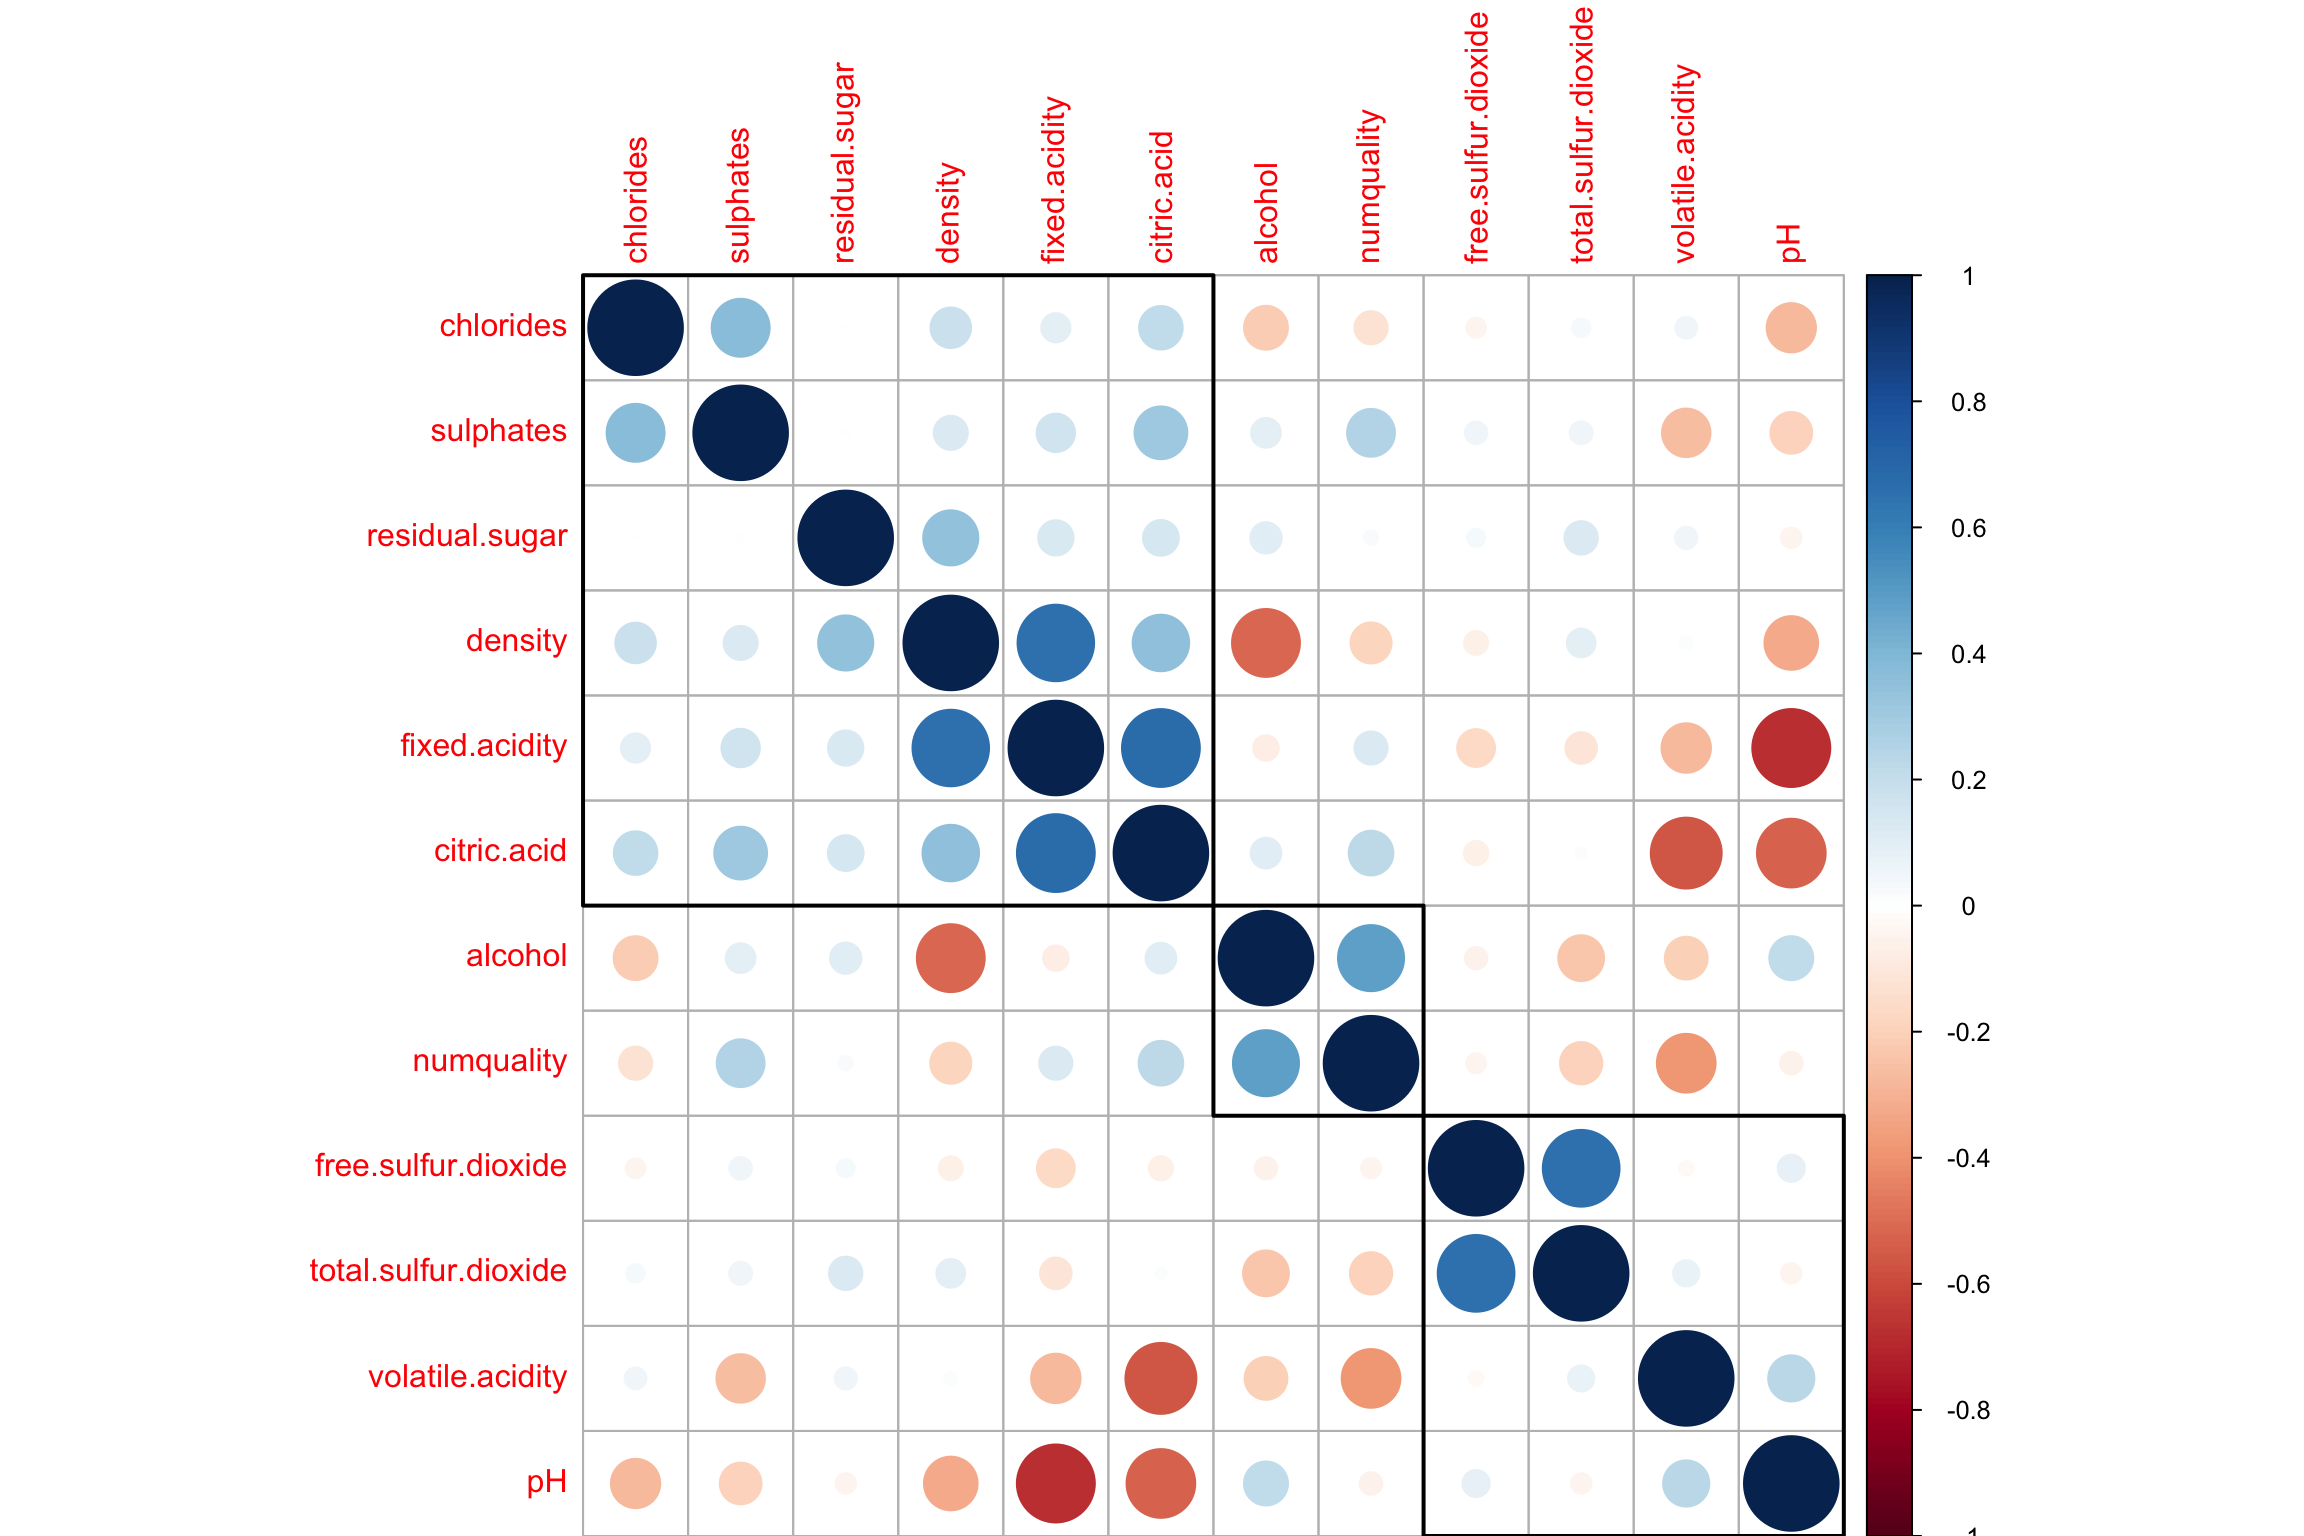 chlorides
sulphates
residual.sugar
density
fixed.acidity
citric.acid
alcohol
numquality
free.sulfur.dioxide
total.sulfur.dioxide
volatile.acidity
pH
chlorides
sulphates
residual.sugar
density
fixed.acidity
citric.acid
alcohol
numquality
free.sulfur.dioxide
total.sulfur.dioxide
volatile.acidity
pH
1
0.8
0.6
0.4
0.2
0
-0.2
-0.4
-0.6
-0.8